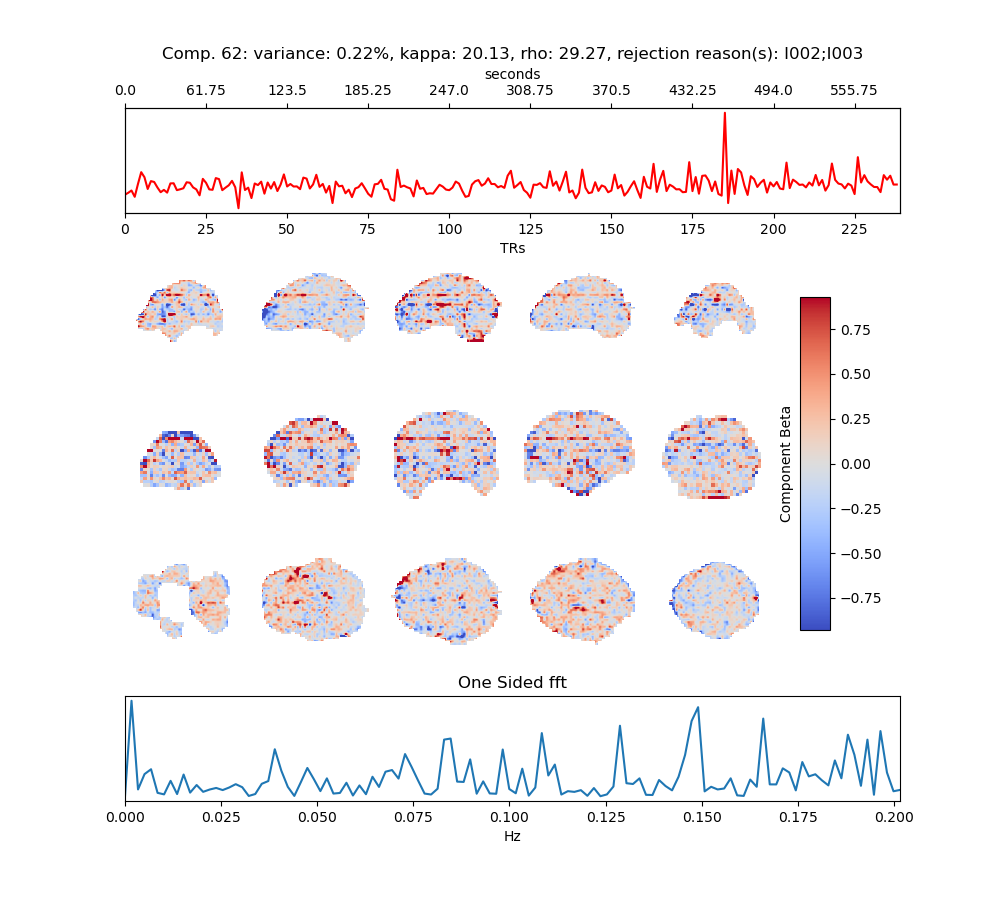 Comp. 62: variance: 0.22%, kappa: 20.13, rho: 29.27, rejection reason(s): I002;I003
seconds
0.0 61.75 123.5 185.25 247.0 308.75 370.5 432.25 494.0 555.75
0 25 50 75 100 125 150 175 200 225
TRs
0.75
0.50
0.25
0.00
−0.25
−0.50
−0.75
Component Beta
One Sided fft
0.000 0.025 0.050 0.075 0.100 0.125 0.150 0.175 0.200
Hz